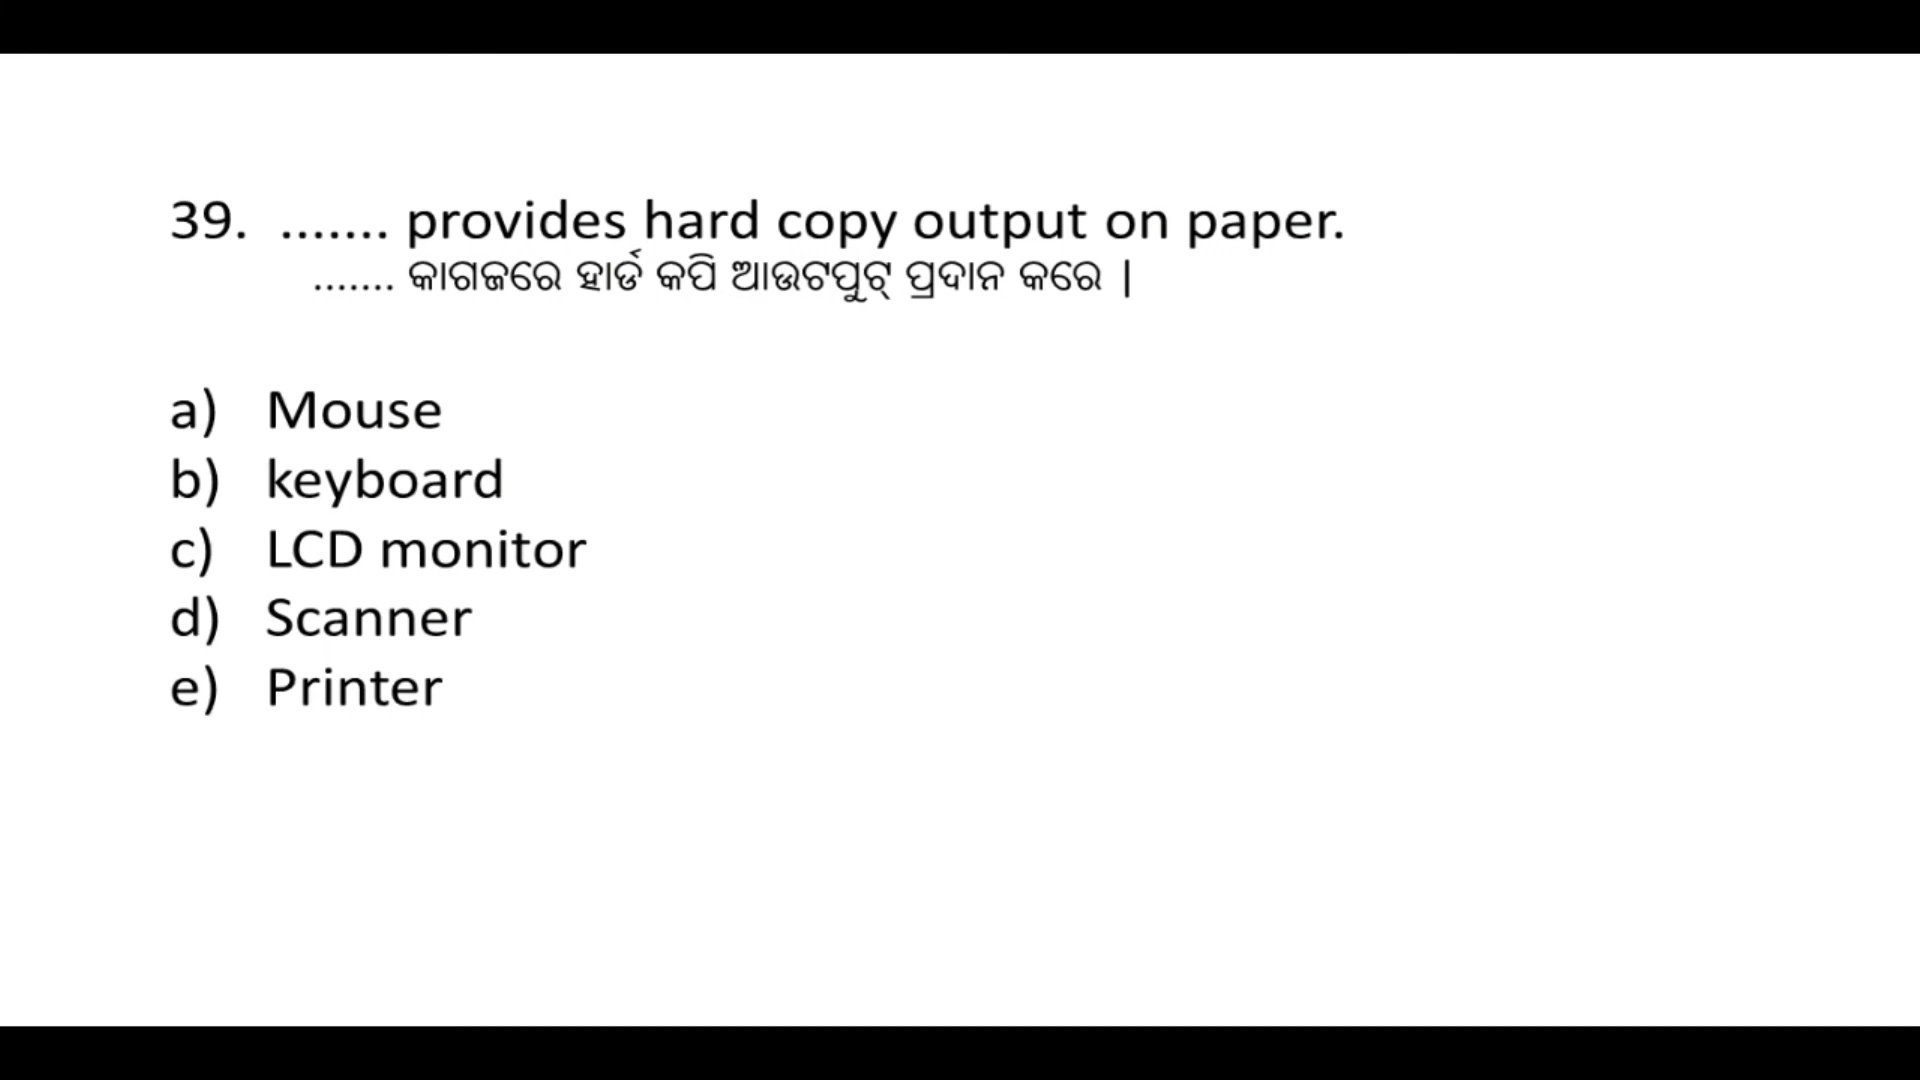 39. ....... provides hard copy output on paper.
....... କାଗଜରେ ହାର୍ଡ କପି ଆଉଟପୁଟ୍ ପ୍ରଦାନ କରେ |
a) Mouse
b) keyboard
c) LCD monitor
d) Scanner
e) Printer